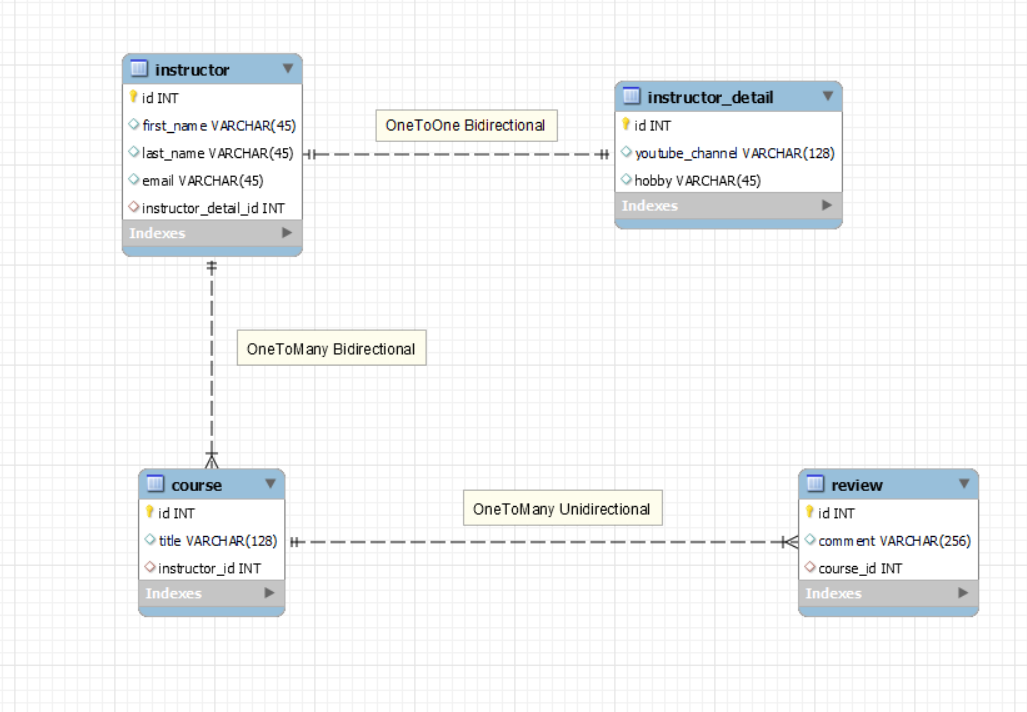 instructor
id INT
first_name VARCHAR(45)
last_name VARCHAR(45)
email VARCHAR(45)
instructor_detail_id INT
Indexes
OneToOne Bidirectional
instructor_detail
id INT
youtube_channel VARCHAR(128)
hobby VARCHAR(45)
Indexes
OneToMany Bidirectional
course
id INT
title VARCHAR(128)
instructor_id INT
Indexes
OneToMany Unidirectional
review
id INT
comment VARCHAR(256)
course_id INT
Indexes